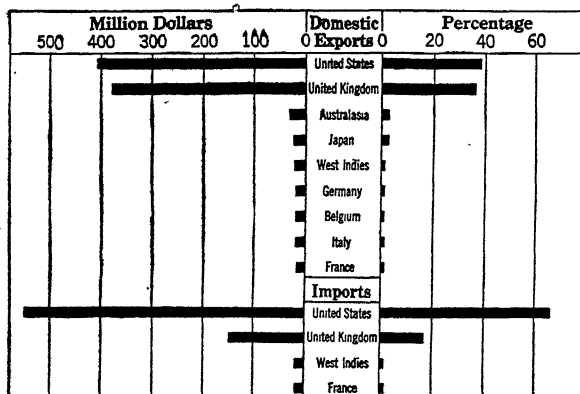 Million Dollars Domestic Exports Percentage
500 400 300 200 100 0 0 20 40 60
United States
United Kingdom
Australasia
Japan
West Indies
Germany
Belgium
Italy
France
Imports
United States
United Kingdom
West Indies
France